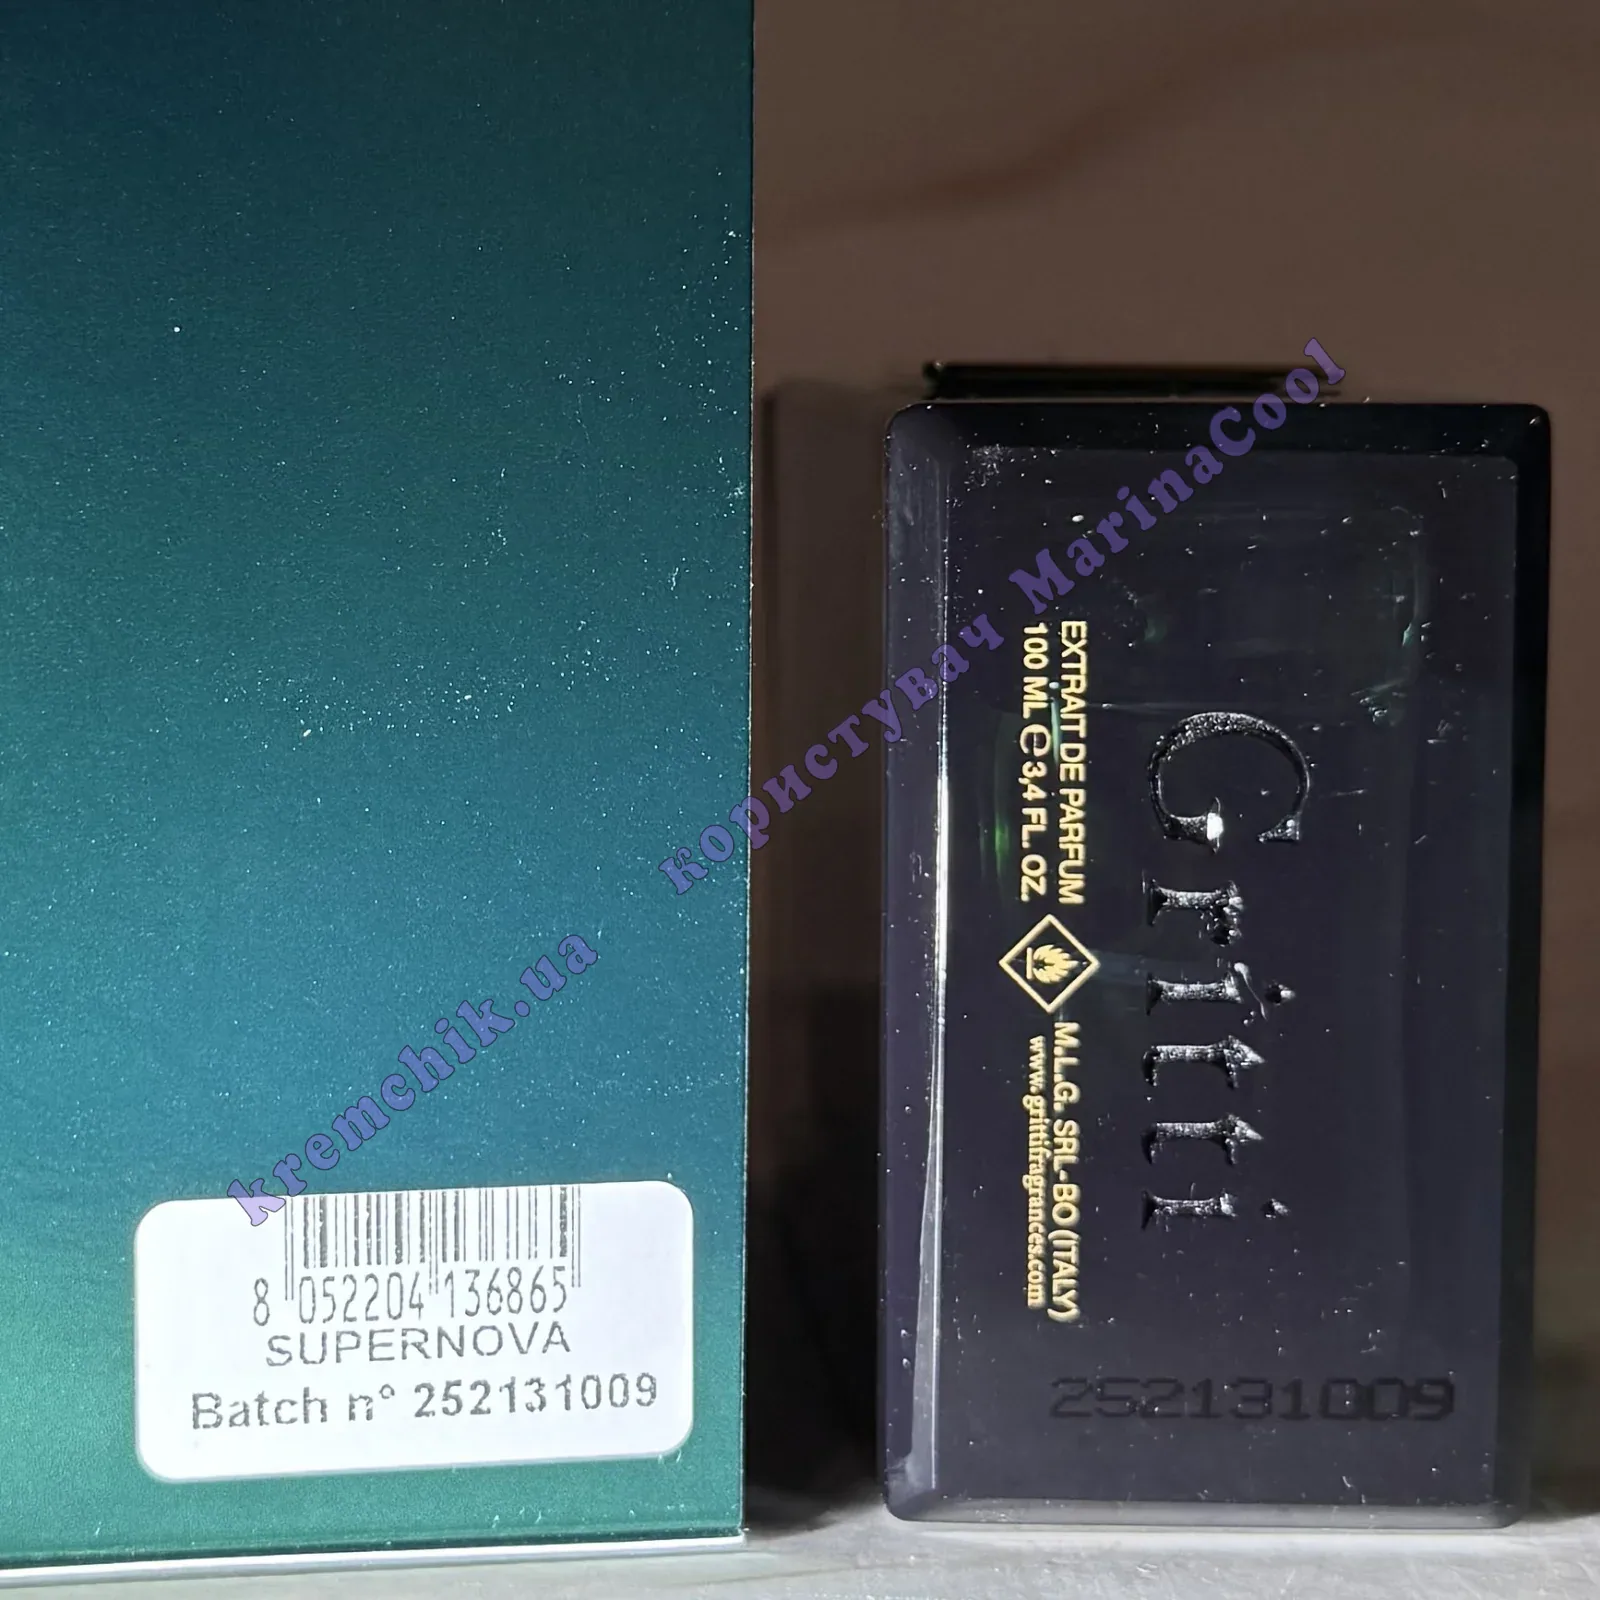 8 052204 136865
SUPERNOVA
Batch n° 252131009
Gritti
EXTRAIT DE PARFUM
100 ML ℮ 3,4 FL. OZ.
M.L.G. SRL-BO (ITALY)
www.grittifragrances.com
252131009
kremchik.ua користувач MarinaCool